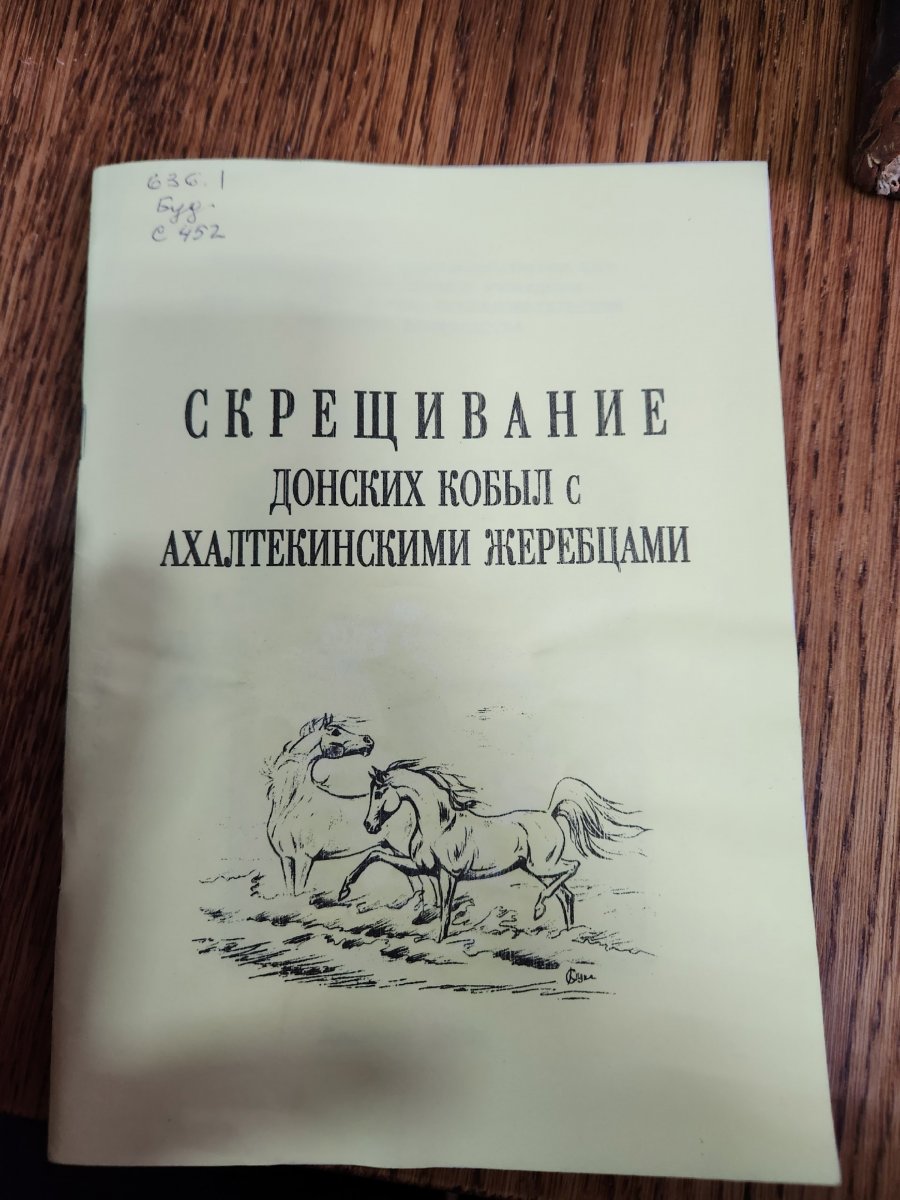 636.1
Буд.
С 452
СКРЕЩИВАНИЕ
ДОНСКИХ КОБЫЛ С
АХАЛТЕКИНСКИМИ ЖЕРЕБЦАМИ